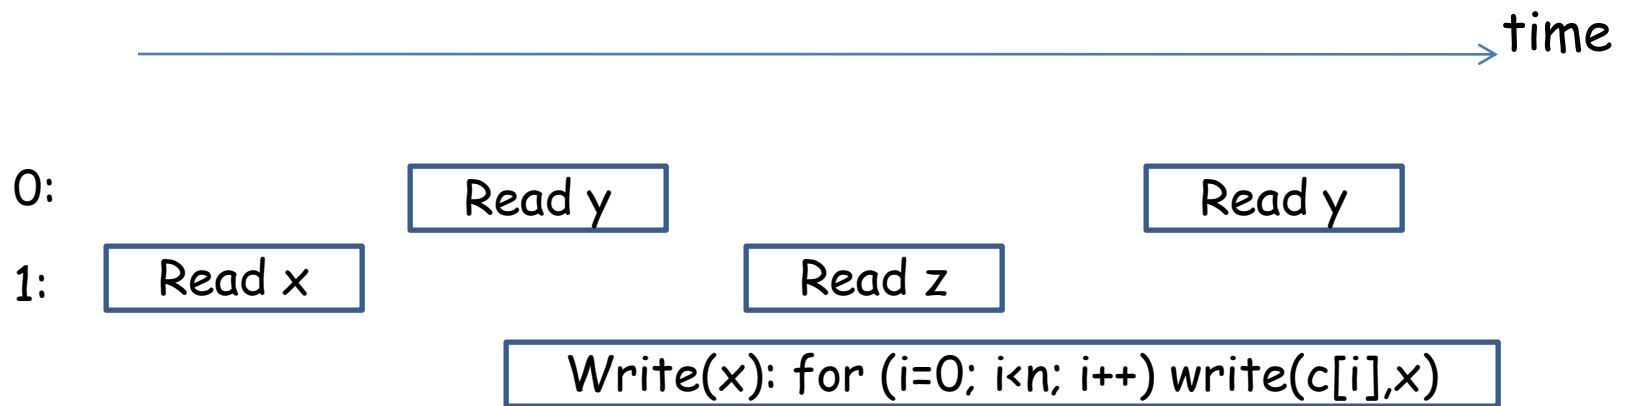 time
0: Read y Read y
1: Read x Read z
Write(x): for (i=0; i<n; i++) write(c[i],x)